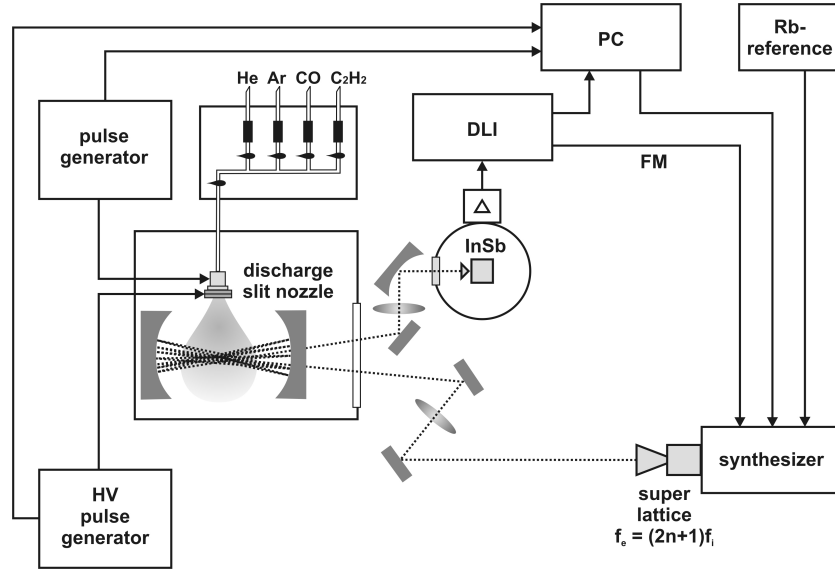 PC
Rb-
reference
He Ar CO C₂H₂
DLI
pulse
generator
FM
InSb
discharge
slit nozzle
HV
pulse
generator
synthesizer
super
lattice
fₑ = (2n+1)fᵢ